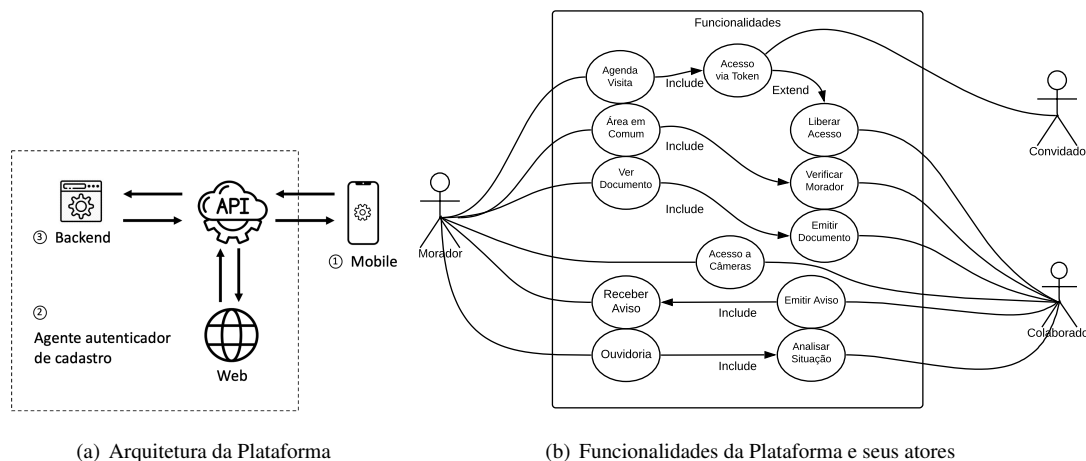 API
③ Backend
① Mobile
②
Agente autenticador
de cadastro
Web
(a) Arquitetura da Plataforma
Funcionalidades
Agenda
Visita
Include
Acesso
via Token
Extend
Área em
Comum
Include
Liberar
Acesso
Convidado
Ver
Documento
Include
Verificar
Morador
Emitir
Documento
Morador
Acesso a
Câmeras
Receber
Aviso
Include
Emitir Aviso
Colaborador
Ouvidoria
Include
Analisar
Situação
(b) Funcionalidades da Plataforma e seus atores